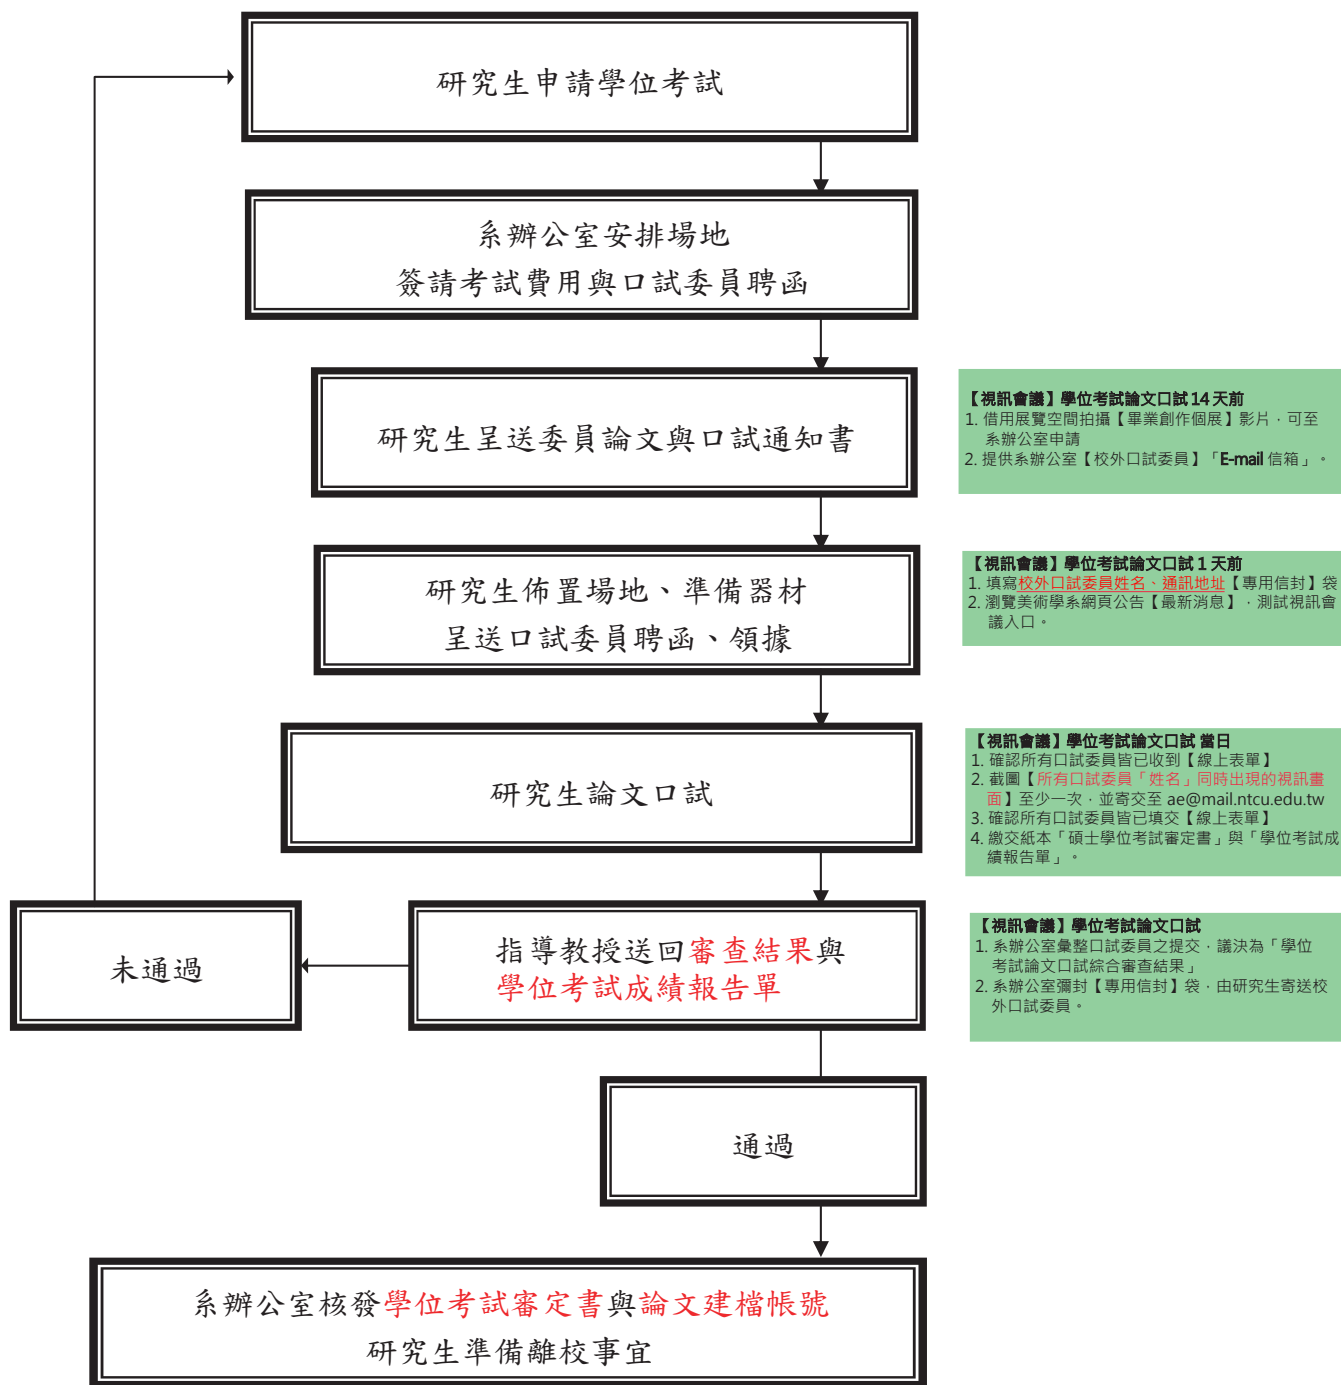 研究生申請學位考試
系辦公室安排場地
簽請考試費用與口試委員聘函
研究生呈送委員論文與口試通知書
【視訊會議】學位考試論文口試 14 天前
1. 借用展覽空間拍攝【畢業創作個展】影片，可至
系辦公室申請
2. 提供系辦公室【校外口試委員】「E-mail 信箱」。
研究生佈置場地、準備器材
呈送口試委員聘函、領據
【視訊會議】學位考試論文口試 1 天前
1. 填寫校外口試委員姓名、通訊地址【專用信封】袋
2. 瀏覽美術學系網頁公告【最新消息】，測試視訊會
議入口。
研究生論文口試
【視訊會議】學位考試論文口試 當日
1. 確認所有口試委員皆已收到【線上表單】
2. 截圖【所有口試委員「姓名」同時出現的視訊畫
面】至少一次，並寄交至 ae@mail.ntcu.edu.tw
3. 確認所有口試委員皆已填交【線上表單】
4. 繳交紙本「碩士學位考試審定書」與「學位考試成
績報告單」。
未通過
指導教授送回審查結果與
學位考試成績報告單
【視訊會議】學位考試論文口試
1. 系辦公室彙整口試委員之提交，議決為「學位
考試論文口試綜合審查結果」
2. 系辦公室彌封【專用信封】袋，由研究生寄送校
外口試委員。
通過
系辦公室核發學位考試審定書與論文建檔帳號
研究生準備離校事宜